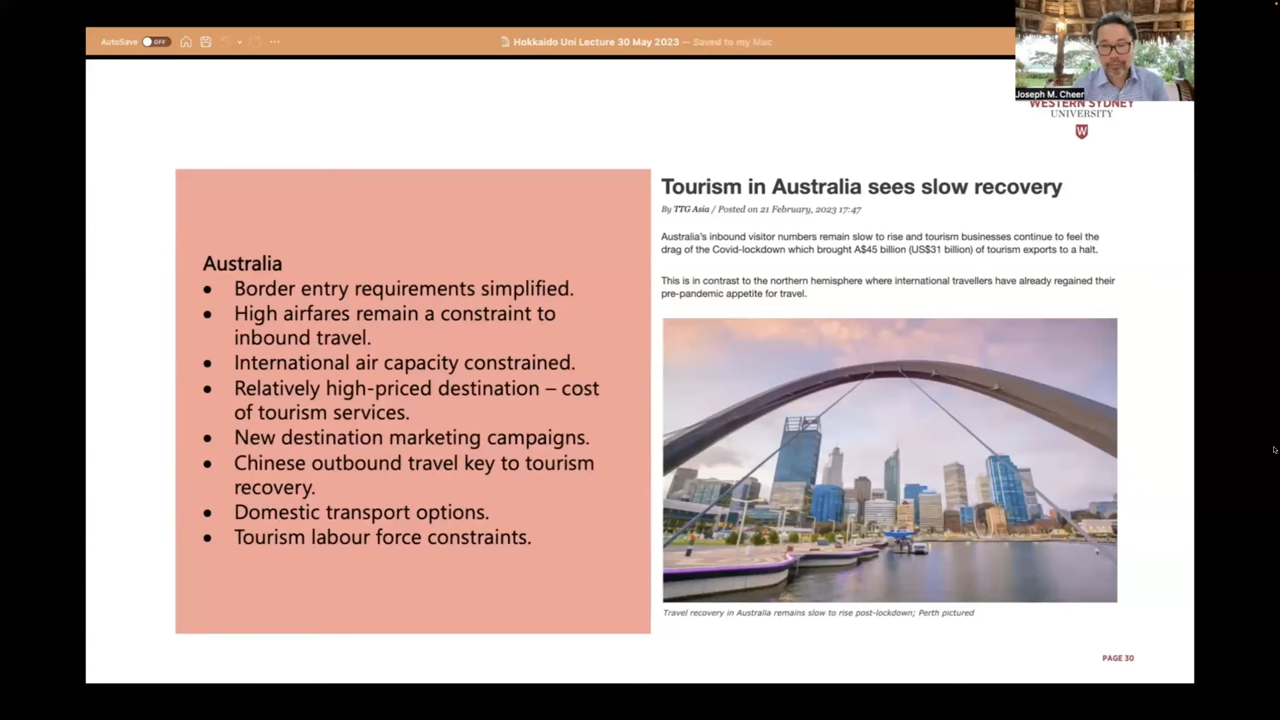 AutoSave OFF
Hokkaido Uni Lecture 30 May 2023 — Saved to my Mac
Joseph M. Cheer
WESTERN SYDNEY
UNIVERSITY
W
Australia
• Border entry requirements simplified.
• High airfares remain a constraint to
inbound travel.
• International air capacity constrained.
• Relatively high-priced destination – cost
of tourism services.
• New destination marketing campaigns.
• Chinese outbound travel key to tourism
recovery.
• Domestic transport options.
• Tourism labour force constraints.
Tourism in Australia sees slow recovery
By TTG Asia / Posted on 21 February, 2023 17:47
Australia's inbound visitor numbers remain slow to rise and tourism businesses continue to feel the
drag of the Covid-lockdown which brought A$45 billion (US$31 billion) of tourism exports to a halt.
This is in contrast to the northern hemisphere where international travellers have already regained their
pre-pandemic appetite for travel.
Travel recovery in Australia remains slow to rise post-lockdown; Perth pictured
PAGE 30